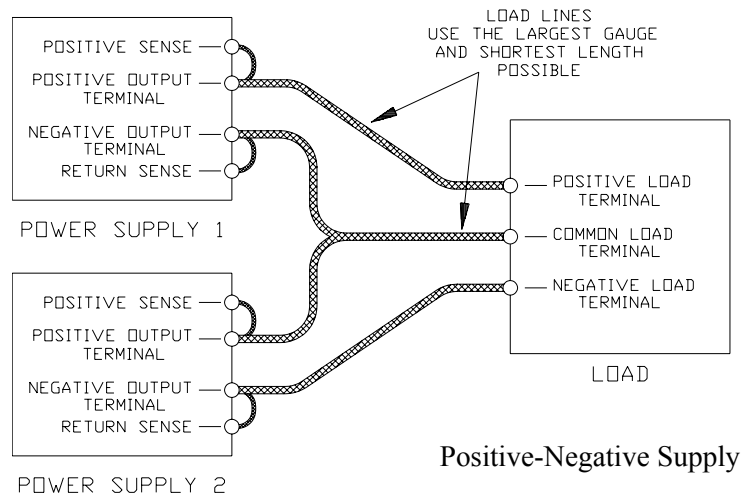 LOAD LINES
USE THE LARGEST GAUGE
AND SHORTEST LENGTH
POSSIBLE
POSITIVE SENSE
POSITIVE OUTPUT
TERMINAL
NEGATIVE OUTPUT
TERMINAL
RETURN SENSE
POWER SUPPLY 1
POSITIVE LOAD
TERMINAL
COMMON LOAD
TERMINAL
NEGATIVE LOAD
TERMINAL
LOAD
POSITIVE SENSE
POSITIVE OUTPUT
TERMINAL
NEGATIVE OUTPUT
TERMINAL
RETURN SENSE
POWER SUPPLY 2
Positive-Negative Supply